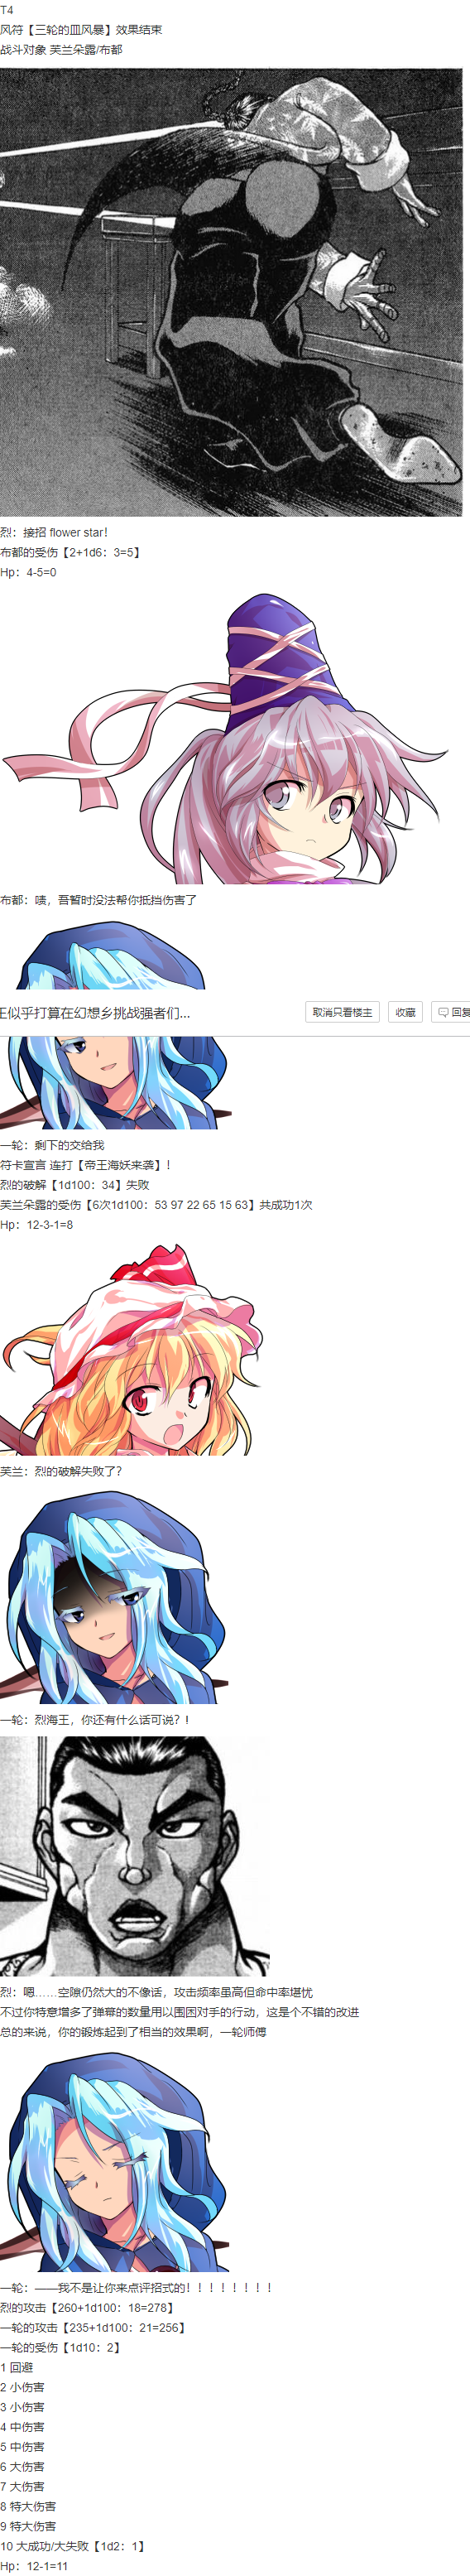 T4
风符【三轮的皿风暴】效果结束
战斗对象 芙兰朵露/布都
烈：接招 flower star！
布都的受伤【2+1d6：3=5】
Hp：4-5=0
布都：咦，吾暂时没法帮你抵挡伤害了
王似乎打算在幻想乡挑战强者们...
取消只看楼主
收藏
回复
一轮：剩下的交给我
符卡宣言 连打【帝王海妖来袭】！
烈的破解【1d100：34】失败
芙兰朵露的受伤【6次1d100：53 97 22 65 15 63】共成功1次
Hp：12-3-1=8
芙兰：烈的破解失败了？
一轮：烈海王，你还有什么话可说？！
烈：嗯……空隙仍然大的不像话，攻击频率虽高但命中率堪忧
不过你特意增多了弹幕的数量用以围困对手的行动，这是个不错的改进
总的来说，你的锻炼起到了相当的效果啊，一轮师傅
一轮：——我不是让你来点评招式的！！！！！！！！
烈的攻击【260+1d100：18=278】
一轮的攻击【235+1d100：21=256】
一轮的受伤【1d10：2】
1 回避
2 小伤害
3 小伤害
4 中伤害
5 中伤害
6 大伤害
7 大伤害
8 特大伤害
9 特大伤害
10 大成功/大失败【1d2：1】
Hp：12-1=11